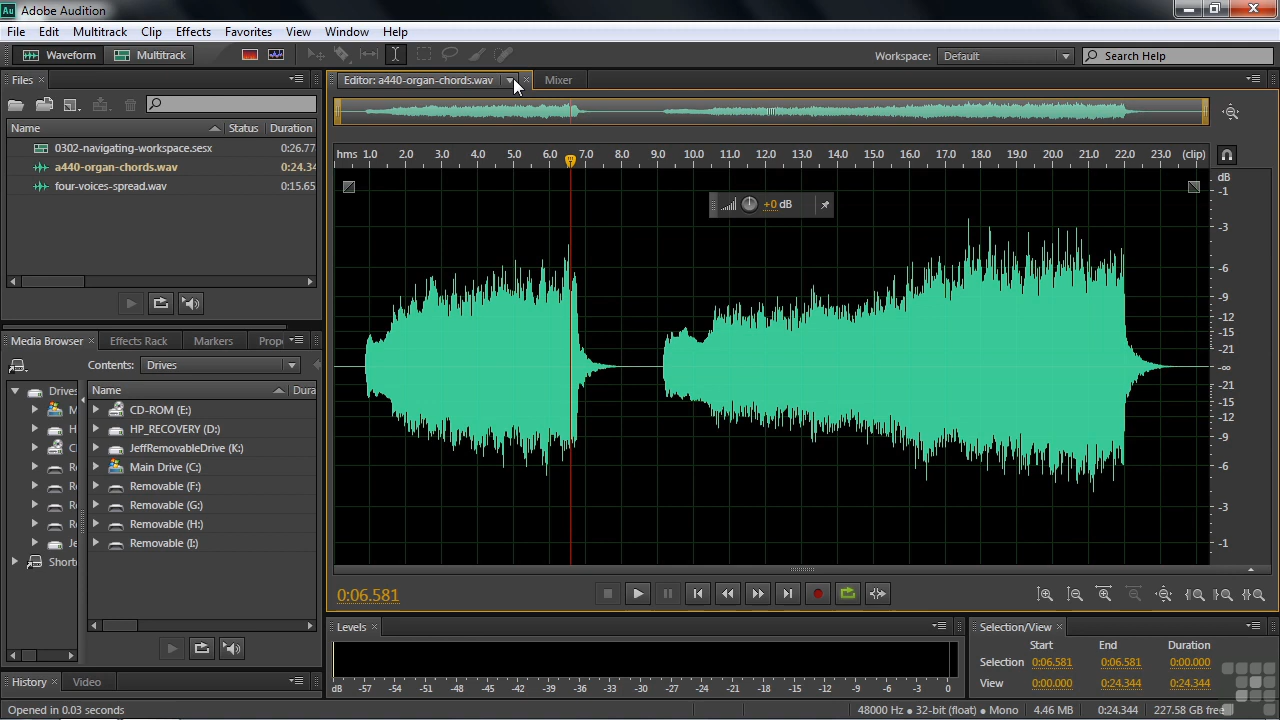 Au Adobe Audition
File Edit Multitrack Clip Effects Favorites View Window Help
Waveform Multitrack Workspace: Default Search Help
Files × Editor: a440-organ-chords.wav × Mixer
Name Status Duration
0302-navigating-workspace.sesx 0:26.77
a440-organ-chords.wav 0:24.34
four-voices-spread.wav 0:15.65
hms 1.0 2.0 3.0 4.0 5.0 6.0 7.0 8.0 9.0 10.0 11.0 12.0 13.0 14.0 15.0 16.0 17.0 18.0 19.0 20.0 21.0 22.0 23.0 (clip)
+0 dB
dB
-1
-3
-6
-9
-12
-15
-21
-∞
-21
-15
-12
-9
-6
-3
-1
Media Browser × Effects Rack Markers Prop
Contents: Drives
Drives
Name Dura
M CD-ROM (E:)
H HP_RECOVERY (D:)
C JeffRemovableDrive (K:)
Re Main Drive (C:)
Re Removable (F:)
Re Removable (G:)
Re Removable (H:)
Je Removable (I:)
Shorto
0:06.581
History × Video
Levels ×
dB -57 -54 -51 -48 -45 -42 -39 -36 -33 -30 -27 -24 -21 -18 -15 -12 -9 -6 -3 0
Selection/View ×
Start End Duration
Selection 0:06.581 0:06.581 0:00.000
View 0:00.000 0:24.344 0:24.344
Opened in 0.03 seconds 48000 Hz ● 32-bit (float) ● Mono 4.46 MB 0:24.344 227.58 GB free